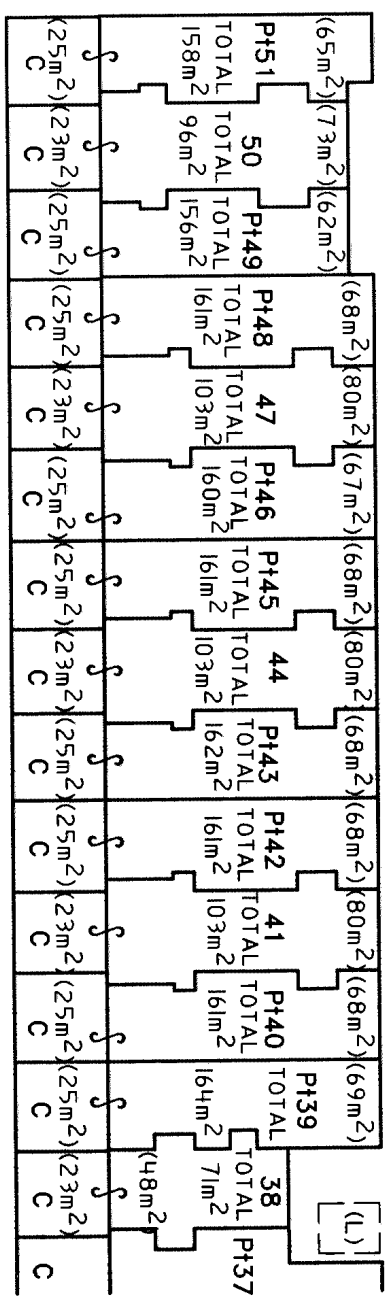 (65m²)
Pt51
TOTAL
158m²
(25m²)
C
(73m²)
50
TOTAL
96m²
(23m²)
C
(62m²)
Pt49
TOTAL
156m²
(25m²)
C
(68m²)
Pt48
TOTAL
161m²
(25m²)
C
(80m²)
47
TOTAL
103m²
(23m²)
C
(67m²)
Pt46
TOTAL
160m²
(25m²)
C
(68m²)
Pt45
TOTAL
161m²
(25m²)
C
(80m²)
44
TOTAL
103m²
(23m²)
C
(68m²)
Pt43
TOTAL
162m²
(25m²)
C
(68m²)
Pt42
TOTAL
161m²
(25m²)
C
(80m²)
41
TOTAL
103m²
(23m²)
C
(68m²)
Pt40
TOTAL
161m²
(25m²)
C
(69m²)
Pt39
TOTAL
164m²
(25m²)
C
(L)
38
TOTAL
71m²
(48m²
(23m²)
C
Pt37
C